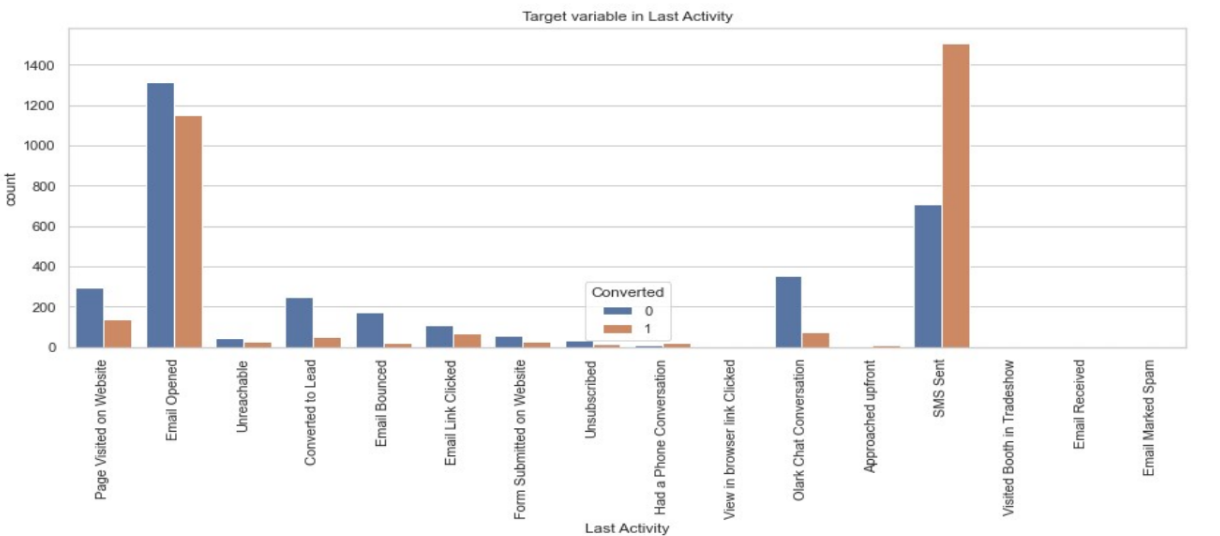 Target variable in Last Activity
count
1400
1200
1000
800
600
400
200
0
Converted
0
1
Page Visited on Website
Email Opened
Unreachable
Converted to Lead
Email Bounced
Email Link Clicked
Form Submitted on Website
Unsubscribed
Had a Phone Conversation
View in browser link Clicked
Olark Chat Conversation
Approached upfront
SMS Sent
Visited Booth in Tradeshow
Email Received
Email Marked Spam
Last Activity